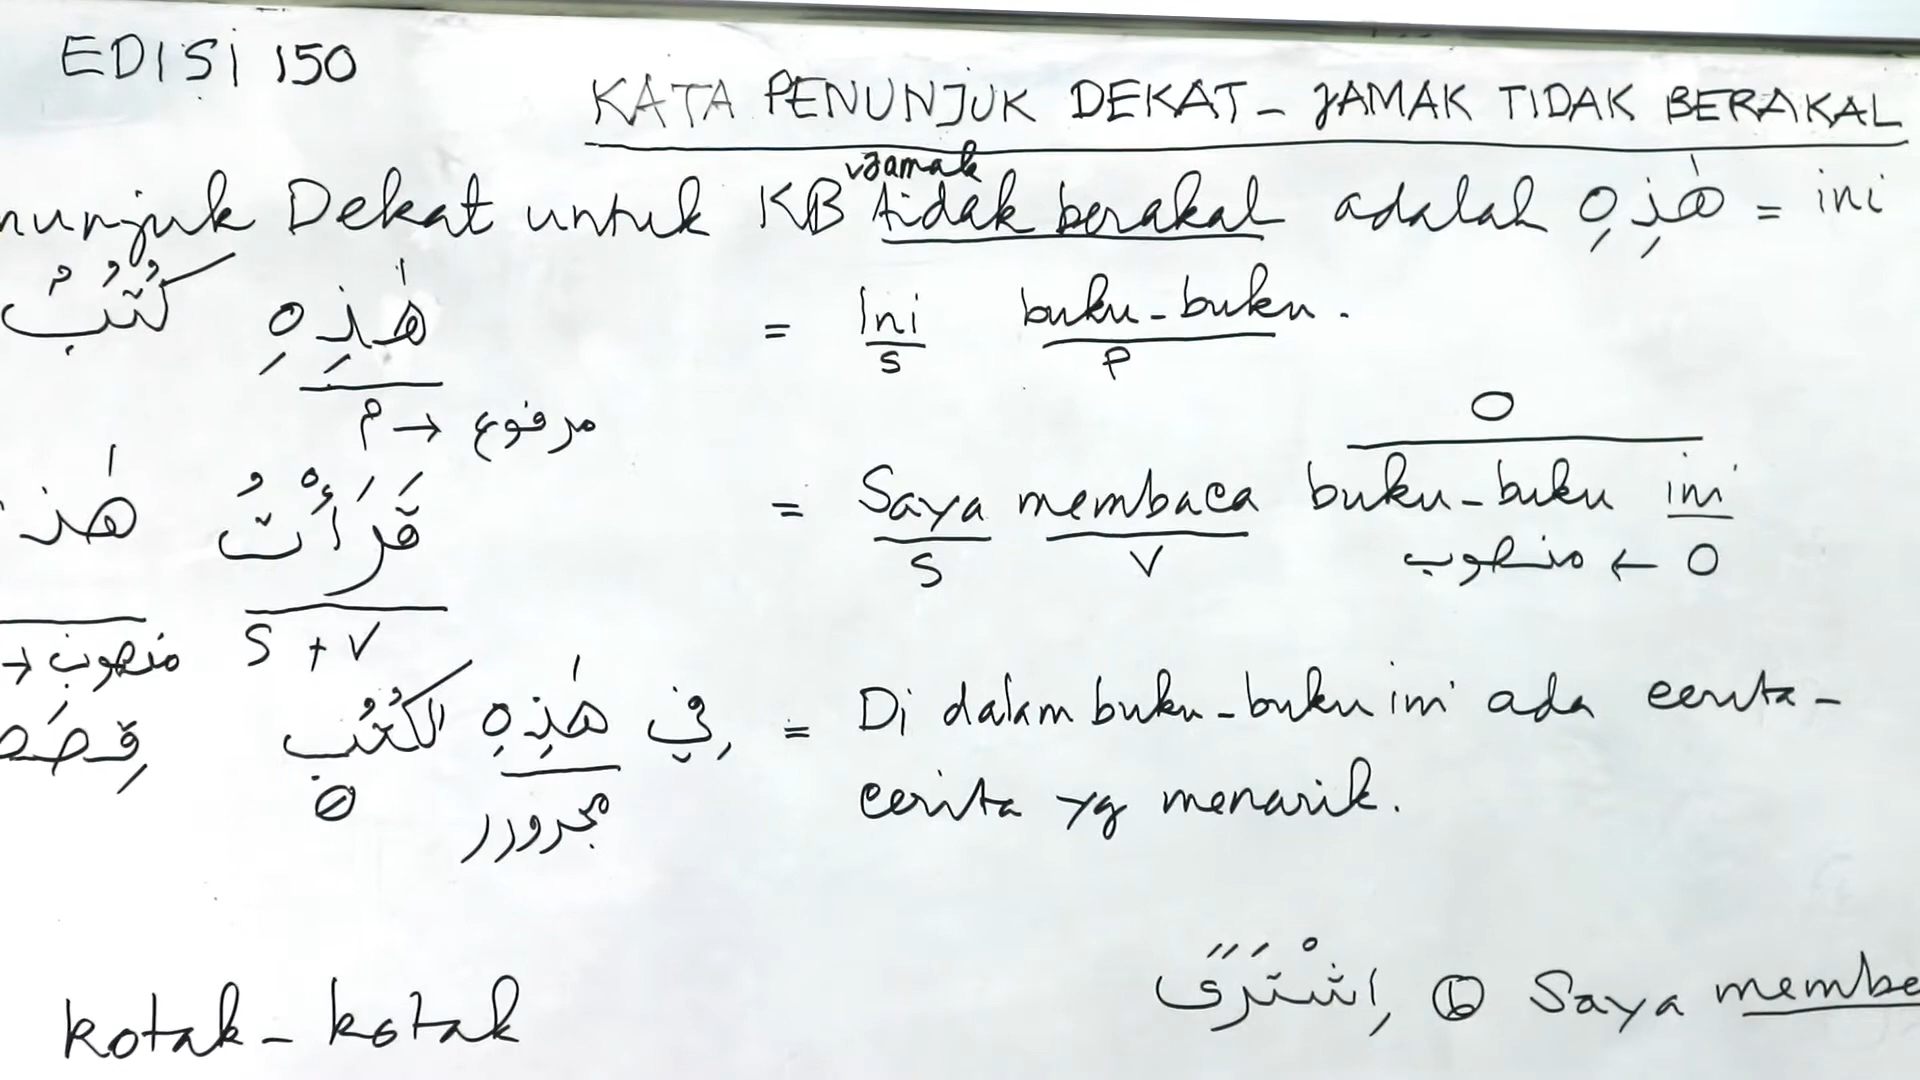 EDISI 150
KATA PENUNJUK DEKAT - JAMAK TIDAK BERAKAL
Jamak
nunjuk Dekat untuk KB tidak berakal adalah هٰذِهِ = ini
هٰذِهِ كُتُبٌ = Ini buku-buku.
S P
م → مرفوع
O
قَرَأْتُ هٰذ = Saya membaca buku-buku ini
S V O → منصوب
S + V منصوب →
فِي هٰذِهِ الْكُتُبِ قِصَصٌ = Di dalam buku-buku ini ada cerita-
مجرور cerita yg menarik.
kotak-kotak اِشْتَرَى ⑥ Saya membe